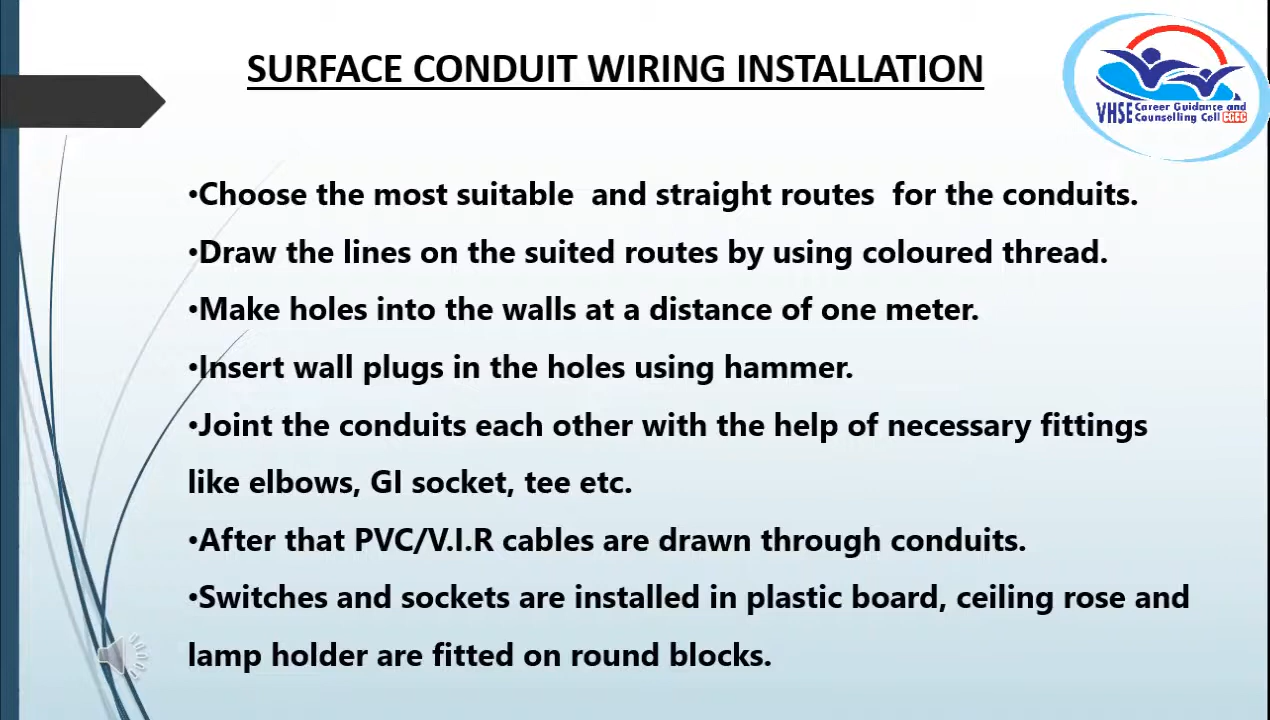 SURFACE CONDUIT WIRING INSTALLATION
VHSE Career Guidance and
Counselling Cell CGCC
•Choose the most suitable and straight routes for the conduits.
•Draw the lines on the suited routes by using coloured thread.
•Make holes into the walls at a distance of one meter.
•Insert wall plugs in the holes using hammer.
•Joint the conduits each other with the help of necessary fittings
like elbows, GI socket, tee etc.
•After that PVC/V.I.R cables are drawn through conduits.
•Switches and sockets are installed in plastic board, ceiling rose and
lamp holder are fitted on round blocks.